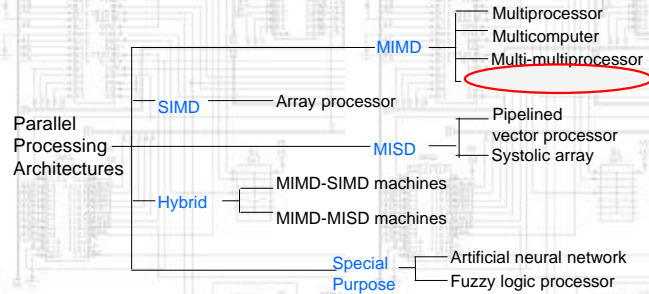 Multiprocessor
MIMD
Multicomputer
Multi-multiprocessor
SIMD
Array processor
Parallel
Processing
Architectures
Pipelined
vector processor
MISD
Systolic array
MIMD-SIMD machines
Hybrid
MIMD-MISD machines
Special
Purpose
Artificial neural network
Fuzzy logic processor